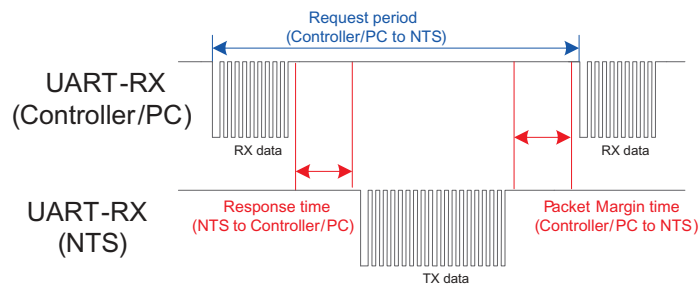 Request period
(Controller/PC to NTS)
UART-RX
(Controller/PC)
RX data
RX data
Response time
(NTS to Controller/PC)
Packet Margin time
(Controller/PC to NTS)
UART-RX
(NTS)
TX data